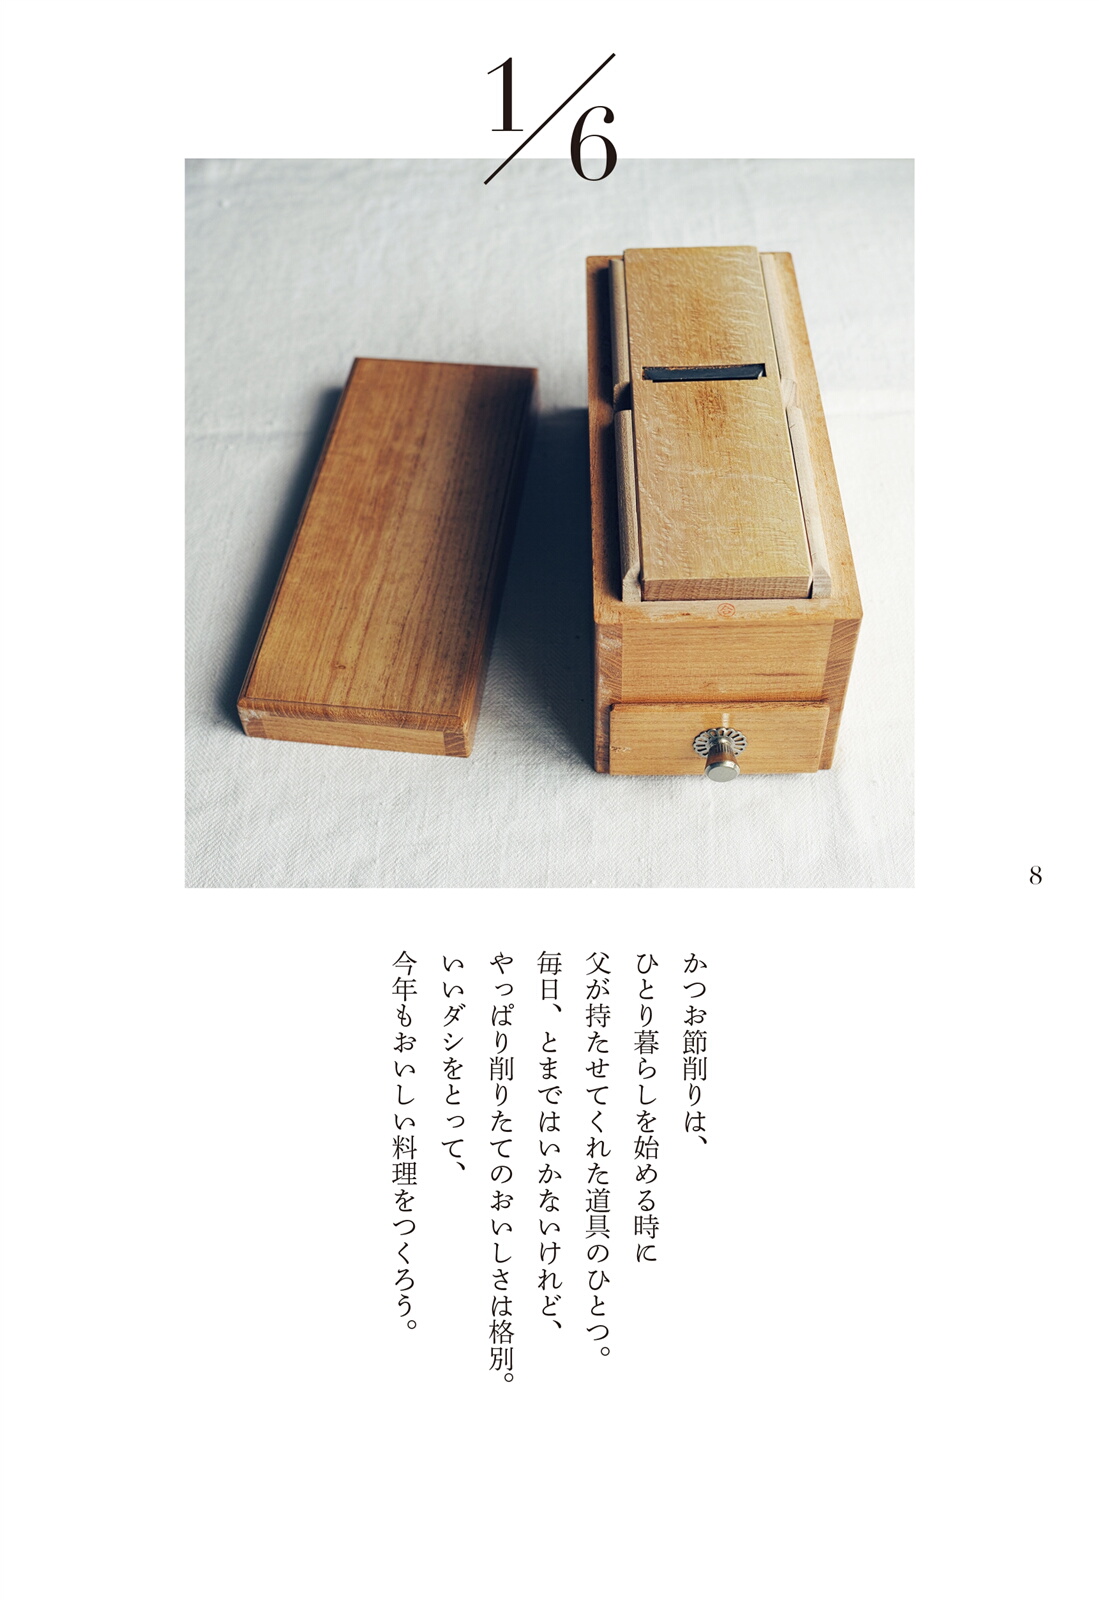 1/6
かつお節削りは、
ひとり暮らしを始める時に
父が持たせてくれた道具のひとつ。
毎日、とまではいかないけれど、
やっぱり削りたてのおいしさは格別。
いいダシをとって、
今年もおいしい料理をつくろう。
8